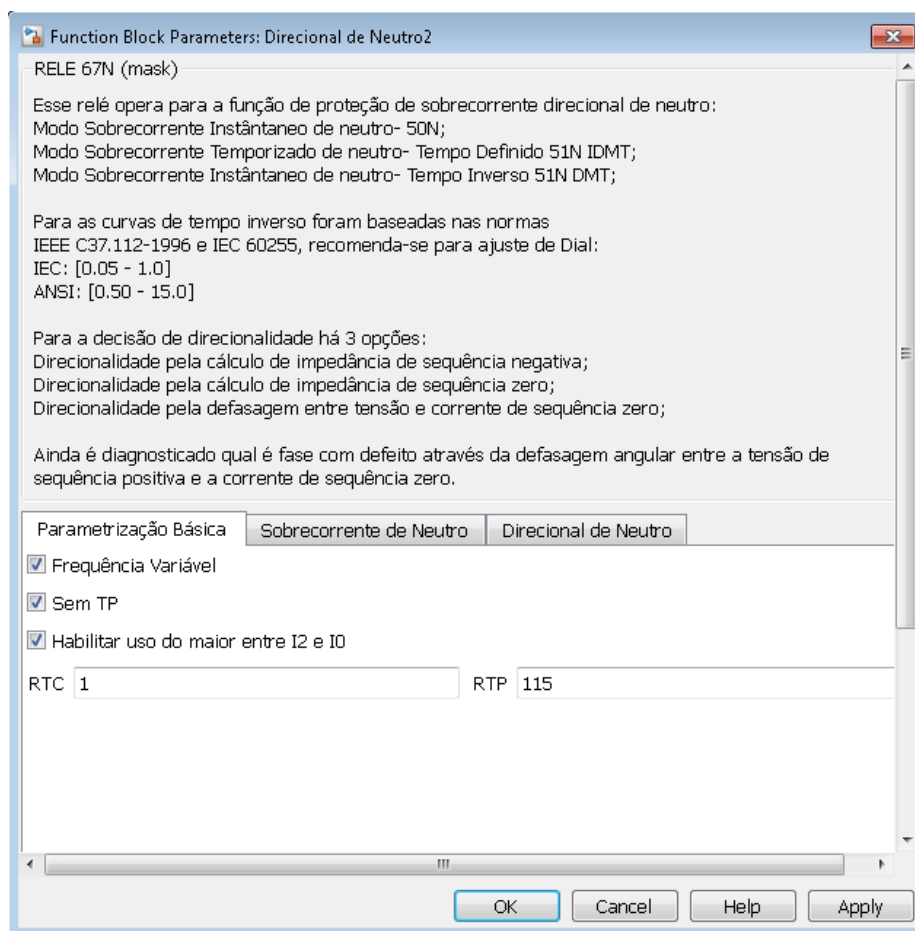 Function Block Parameters: Direcional de Neutro2
RELE 67N (mask)
Esse relé opera para a função de proteção de sobrecorrente direcional de neutro:
Modo Sobrecorrente Instântaneo de neutro- 50N;
Modo Sobrecorrente Temporizado de neutro- Tempo Definido 51N IDMT;
Modo Sobrecorrente Instântaneo de neutro- Tempo Inverso 51N DMT;
Para as curvas de tempo inverso foram baseadas nas normas
IEEE C37.112-1996 e IEC 60255, recomenda-se para ajuste de Dial:
IEC: [0.05 - 1.0]
ANSI: [0.50 - 15.0]
Para a decisão de direcionalidade há 3 opções:
Direcionalidade pela cálculo de impedância de sequência negativa;
Direcionalidade pela cálculo de impedância de sequência zero;
Direcionalidade pela defasagem entre tensão e corrente de sequência zero;
Ainda é diagnosticado qual é fase com defeito através da defasagem angular entre a tensão de
sequência positiva e a corrente de sequência zero.
Parametrização Básica Sobrecorrente de Neutro Direcional de Neutro
Frequência Variável
Sem TP
Habilitar uso do maior entre I2 e I0
RTC 1 RTP 115
OK Cancel Help Apply